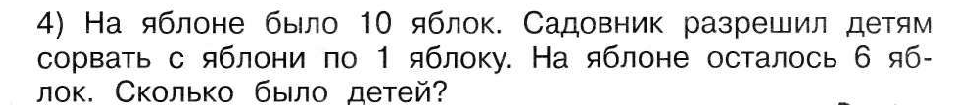 4) На яблоне было 10 яблок. Садовник разрешил детям
сорвать с яблони по 1 яблоку. На яблоне осталось 6 яб-
лок. Сколько было детей?